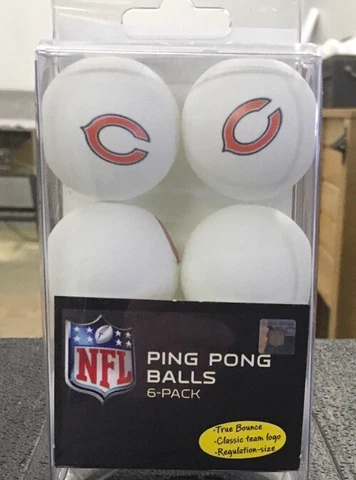 C
C
NFL
PING PONG
BALLS
6-PACK
-True Bounce
-Classic team logo
-Regulation-size